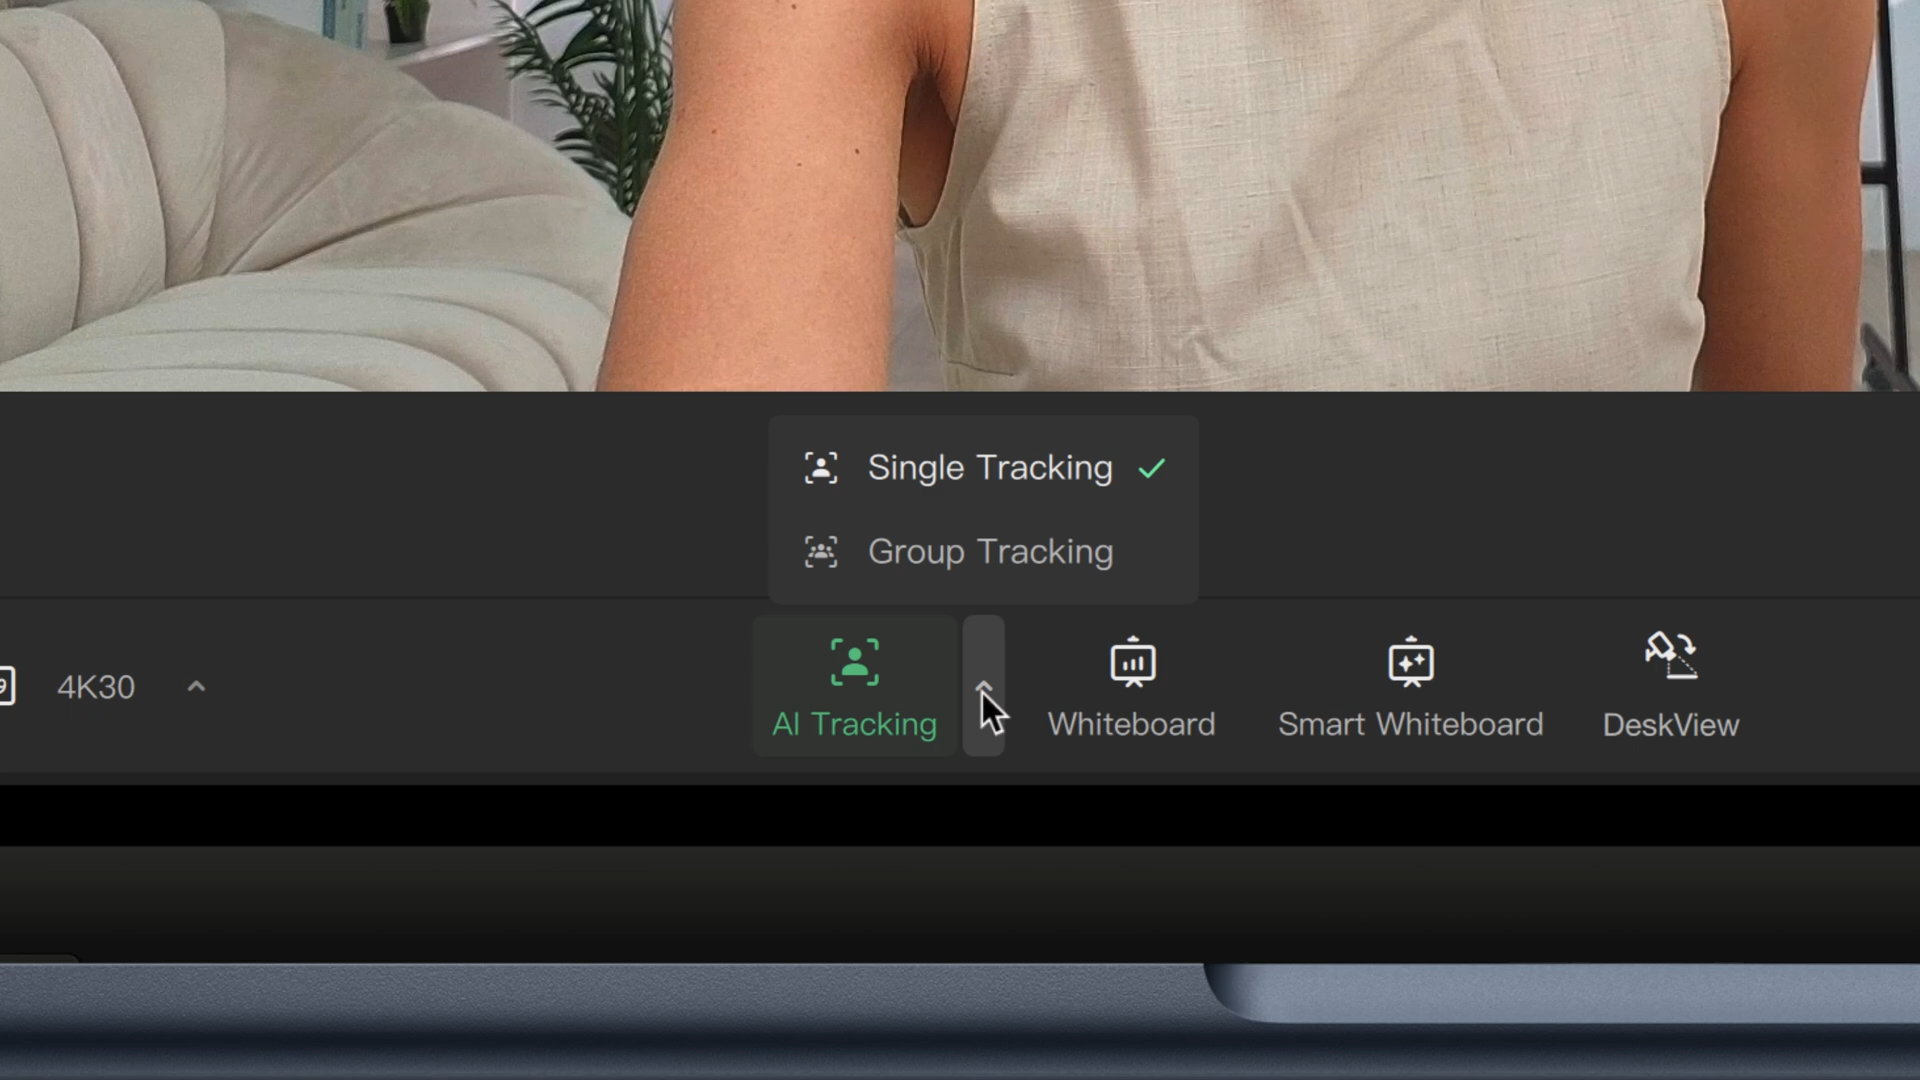 Single Tracking
Group Tracking
4K30
AI Tracking
Whiteboard
Smart Whiteboard
DeskView